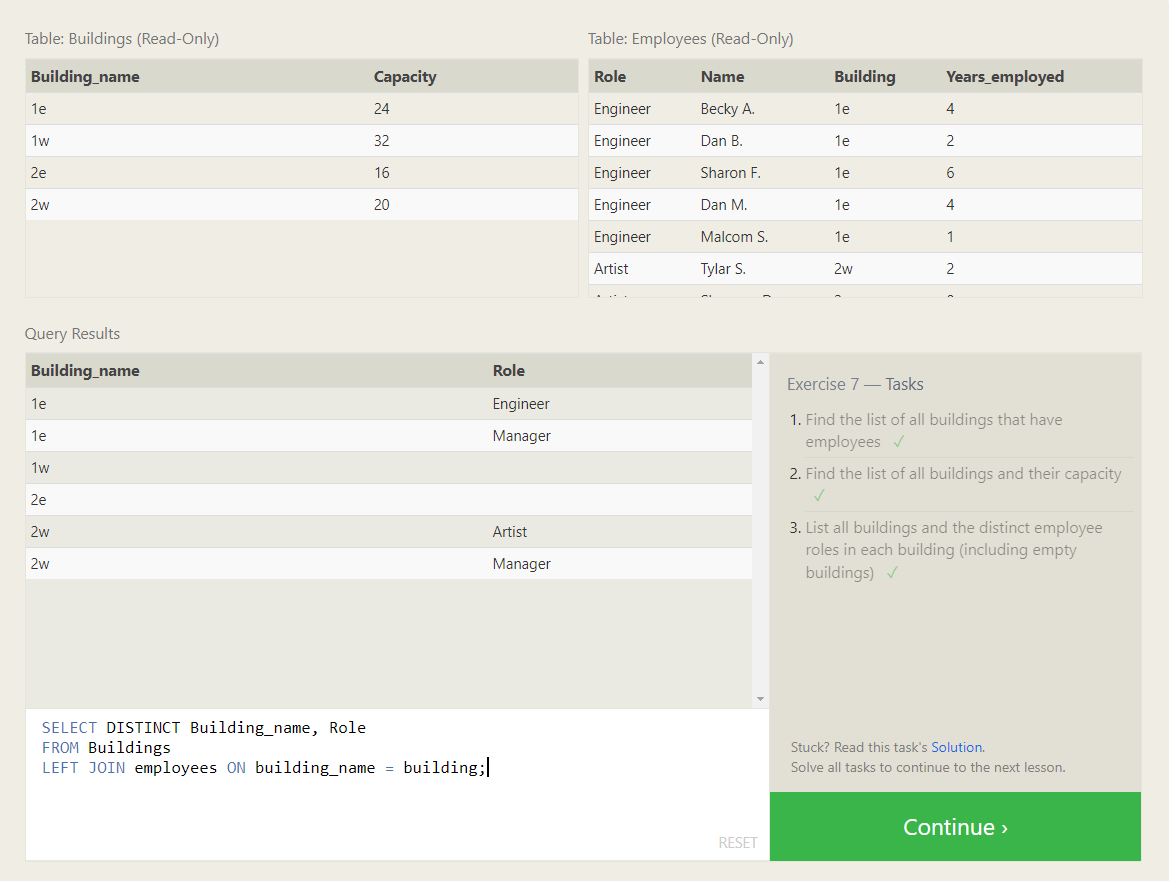 Table: Buildings (Read-Only)
Building_name Capacity
1e 24
1w 32
2e 16
2w 20
Table: Employees (Read-Only)
Role Name Building Years_employed
Engineer Becky A. 1e 4
Engineer Dan B. 1e 2
Engineer Sharon F. 1e 6
Engineer Dan M. 1e 4
Engineer Malcom S. 1e 1
Artist Tylar S. 2w 2
Query Results
Building_name Role
1e Engineer
1e Manager
1w
2e
2w Artist
2w Manager
SELECT DISTINCT Building_name, Role
FROM Buildings
LEFT JOIN employees ON building_name = building;
RESET
Exercise 7 — Tasks
1. Find the list of all buildings that have
employees ✓
2. Find the list of all buildings and their capacity
✓
3. List all buildings and the distinct employee
roles in each building (including empty
buildings) ✓
Stuck? Read this task's Solution.
Solve all tasks to continue to the next lesson.
Continue ›